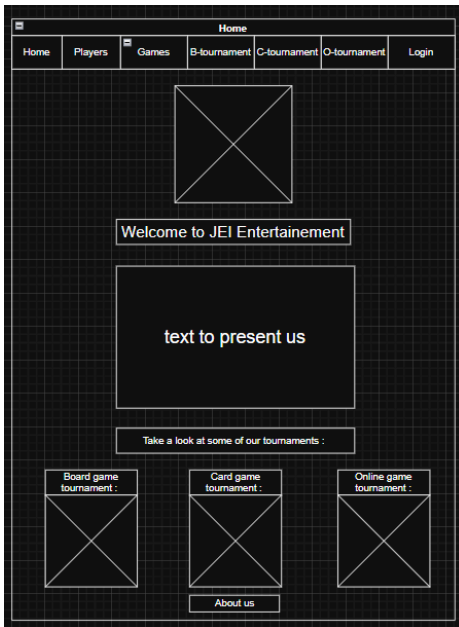 Home
Home Players Games B-tournament C-tournament O-tournament Login
Welcome to JEI Entertainement
text to present us
Take a look at some of our tournaments :
Board game
tournament :
Card game
tournament :
Online game
tournament :
About us